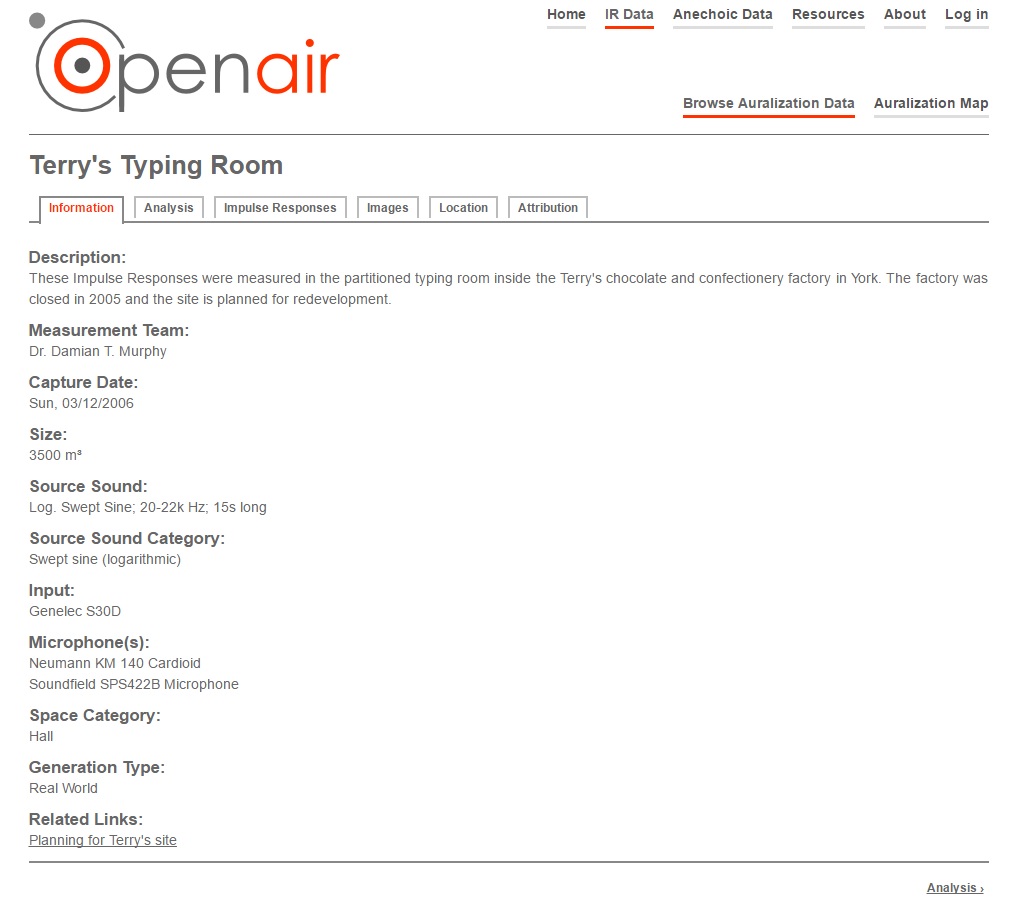 Home IR Data Anechoic Data Resources About Log in
Openair
Browse Auralization Data Auralization Map
Terry's Typing Room
Information Analysis Impulse Responses Images Location Attribution
Description:
These Impulse Responses were measured in the partitioned typing room inside the Terry's chocolate and confectionery factory in York. The factory was
closed in 2005 and the site is planned for redevelopment.
Measurement Team:
Dr. Damian T. Murphy
Capture Date:
Sun, 03/12/2006
Size:
3500 m³
Source Sound:
Log. Swept Sine; 20-22k Hz; 15s long
Source Sound Category:
Swept sine (logarithmic)
Input:
Genelec S30D
Microphone(s):
Neumann KM 140 Cardioid
Soundfield SPS422B Microphone
Space Category:
Hall
Generation Type:
Real World
Related Links:
Planning for Terry's site
Analysis ›